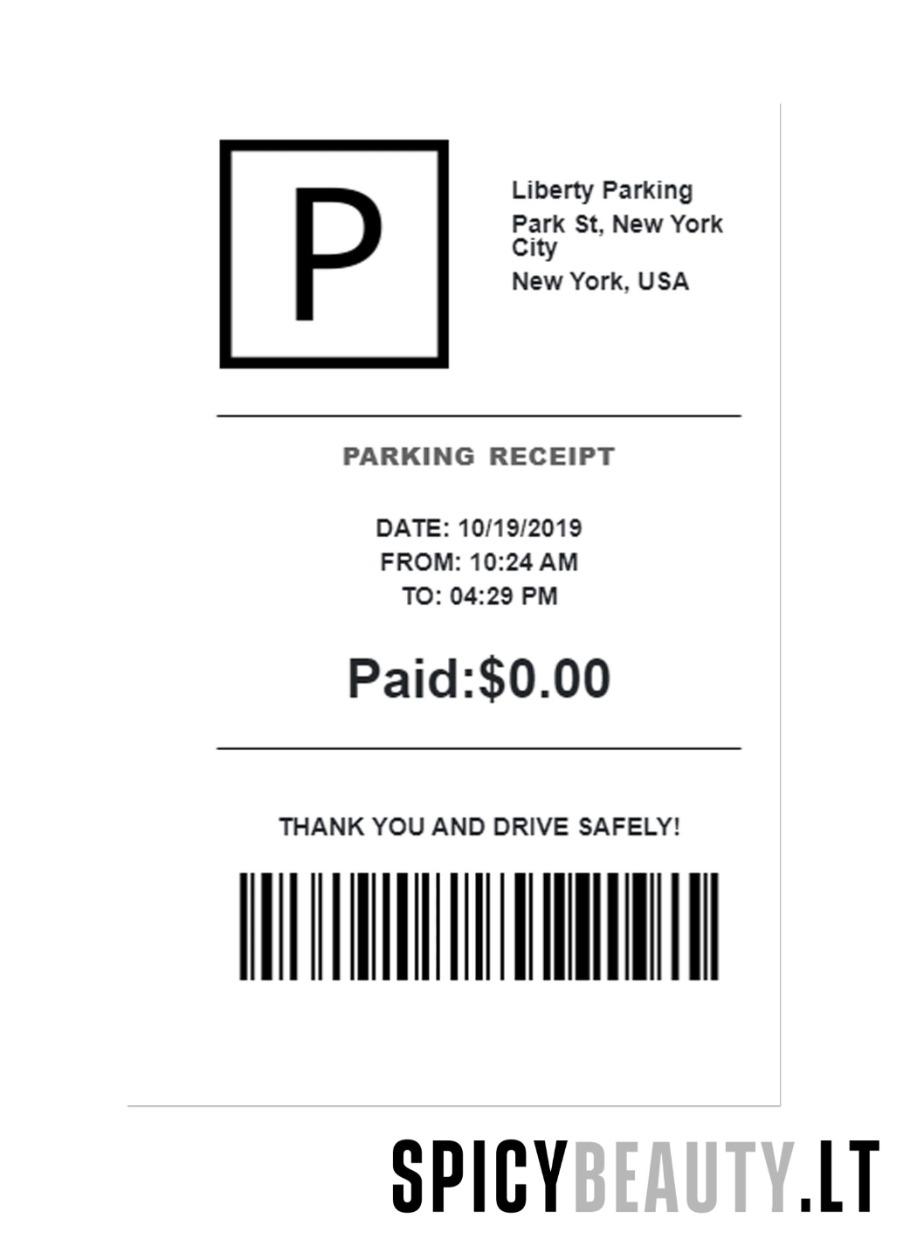 P
Liberty Parking
Park St, New York
City
New York, USA
PARKING RECEIPT
DATE: 10/19/2019
FROM: 10:24 AM
TO: 04:29 PM
Paid:$0.00
THANK YOU AND DRIVE SAFELY!
SPICYBEAUTY.LT